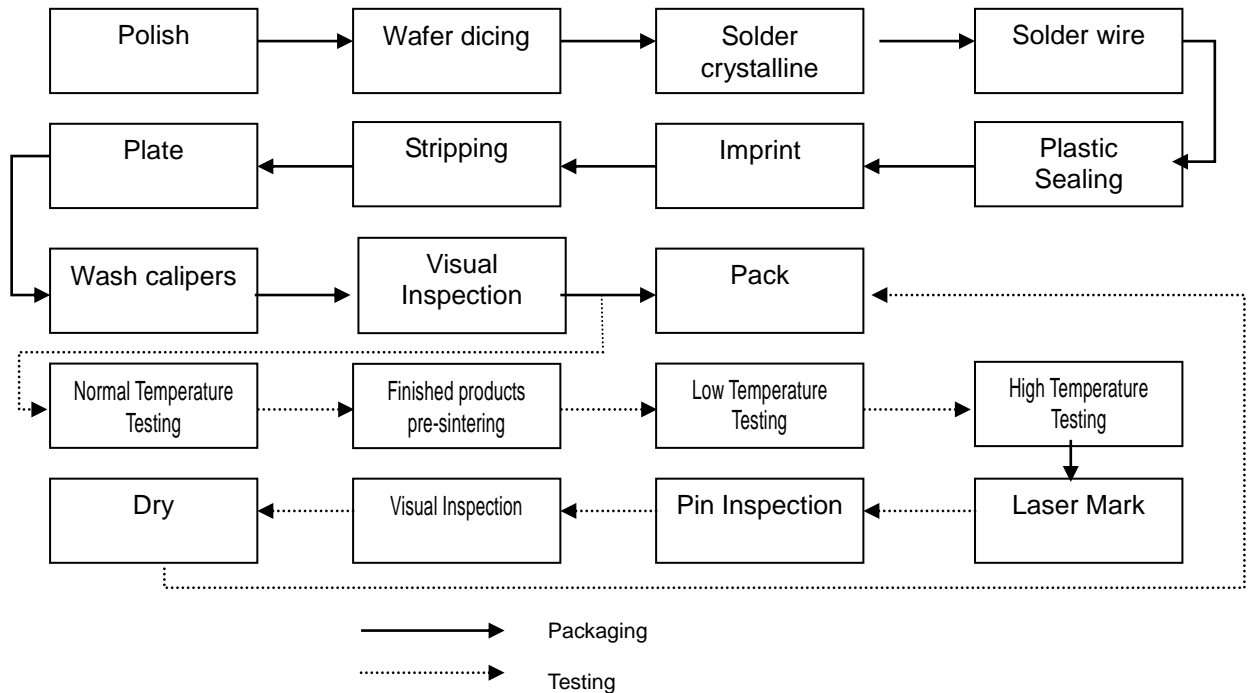 Polish
Wafer dicing
Solder
crystalline
Solder wire
Plate
Stripping
Imprint
Plastic
Sealing
Wash calipers
Visual
Inspection
Pack
Normal Temperature
Testing
Finished products
pre-sintering
Low Temperature
Testing
High Temperature
Testing
Dry
Visual Inspection
Pin Inspection
Laser Mark
Packaging
Testing